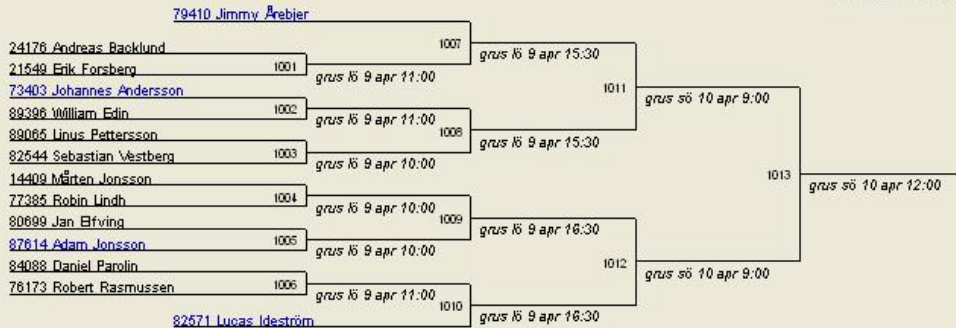 79410 Jimmy Årebjer
1007
grus lö 9 apr 15:30
24176 Andreas Backlund
21549 Erik Forsberg
1001
grus lö 9 apr 11:00
73403 Johannes Andersson
1011
grus sö 10 apr 9:00
89396 William Edin
1002
grus lö 9 apr 11:00
89065 Linus Pettersson
1008
grus lö 9 apr 15:30
82544 Sebastian Vestberg
1003
grus lö 9 apr 10:00
14409 Mårten Jonsson
1013
grus sö 10 apr 12:00
77385 Robin Lindh
1004
grus lö 9 apr 10:00
80699 Jan Elfving
1009
grus lö 9 apr 16:30
87614 Adam Jonsson
1005
grus lö 9 apr 10:00
84088 Daniel Parolin
1012
grus sö 10 apr 9:00
76173 Robert Rasmussen
1006
grus lö 9 apr 11:00
1010
82571 Lucas Ideström
grus lö 9 apr 16:30